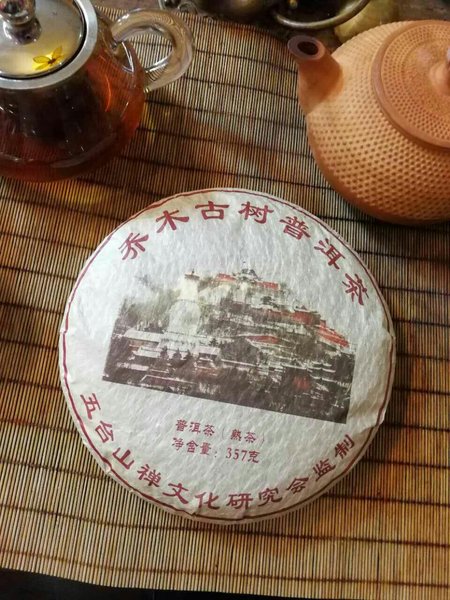 乔木古树普洱茶
普洱茶 熟茶
净含量：357克
五台山禅文化研究会监制